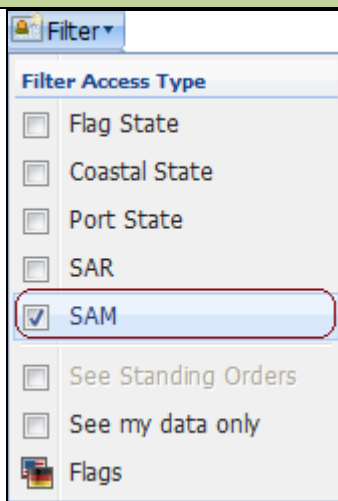 Filter
Filter Access Type
Flag State
Coastal State
Port State
SAR
SAM
See Standing Orders
See my data only
Flags